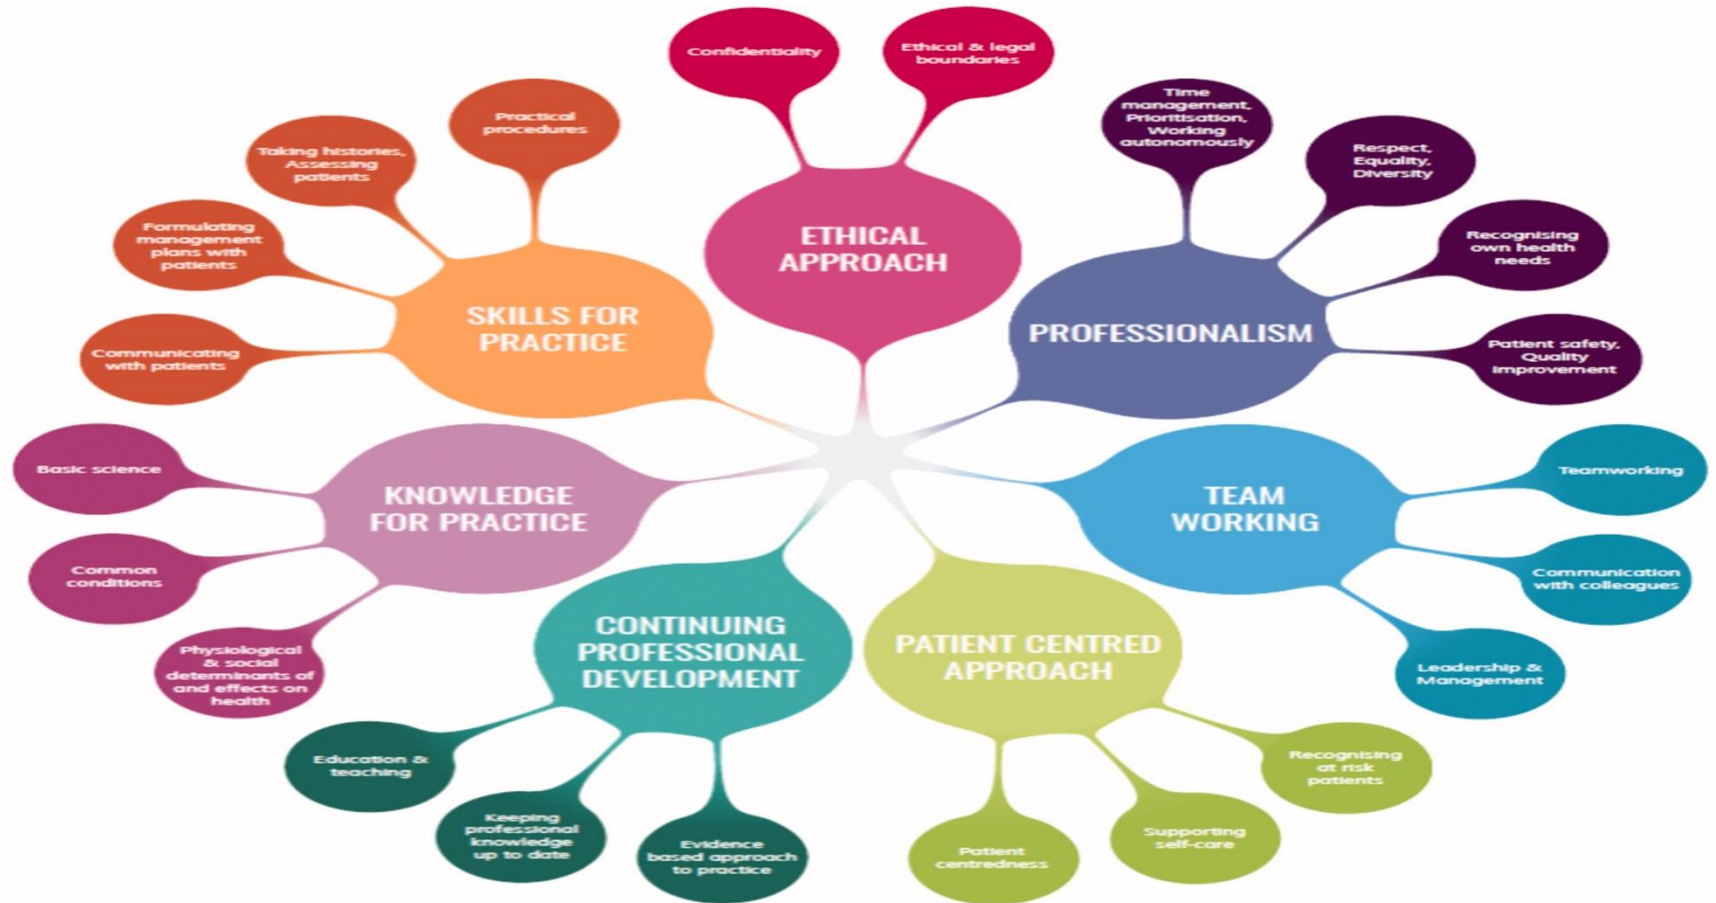 Confidentiality
Ethical & legal
boundaries
ETHICAL
APPROACH
Time
management,
Prioritisation,
Working
autonomously
Respect,
Equality,
Diversity
Recognising
own health
needs
Patient safety,
Quality
improvement
PROFESSIONALISM
Teamworking
Communication
with colleagues
Leadership &
Management
TEAM
WORKING
Recognising
at risk
patients
Supporting
self-care
Patient
centredness
PATIENT CENTRED
APPROACH
Evidence
based approach
to practice
Keeping
professional
knowledge
up to date
Education &
teaching
CONTINUING
PROFESSIONAL
DEVELOPMENT
Physiological
& social
determinants of
and effects on
health
Common
conditions
Basic science
KNOWLEDGE
FOR PRACTICE
Communicating
with patients
Formulating
management
plans with
patients
Taking histories,
Assessing
patients
Practical
procedures
SKILLS FOR
PRACTICE